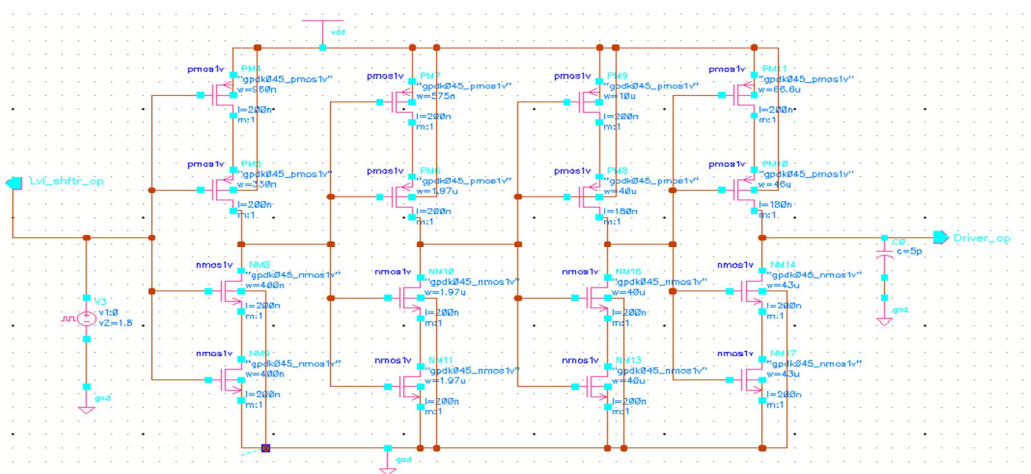 vdd
pmos1v
PM4
"gpdk045_pmos1v"
w=960n
l=200n
m:1
pmos1v
PM7
"gpdk045_pmos1v"
w=575n
l=200n
m:1
pmos1v
PM9
"gpdk045_pmos1v"
w=10u
l=200n
m:1
pmos1v
PM11
"gpdk045_pmos1v"
w=66.6u
l=200n
m:1
Lvl_shftr_op
pmos1v
PM5
"gpdk045_pmos1v"
w=330n
l=200n
m:1
pmos1v
PM6
"gpdk045_pmos1v"
w=1.97u
l=200n
m:1
pmos1v
PM8
"gpdk045_pmos1v"
w=40u
l=180n
m:1
pmos1v
PM10
"gpdk045_pmos1v"
w=46u
l=180n
m:1
Driver_op
C0
c=5p
gnd
V3
v1:0
v2=1.8
gnd
nmos1v
NM8
"gpdk045_nmos1v"
w=400n
l=200n
m:1
nmos1v
NM10
"gpdk045_nmos1v"
w=1.97u
l=200n
m:1
nmos1v
NM16
"gpdk045_nmos1v"
w=40u
l=200n
m:1
nmos1v
NM14
"gpdk045_nmos1v"
w=43u
l=200n
m:1
nmos1v
NM9
"gpdk045_nmos1v"
w=400n
l=200n
m:1
nmos1v
NM11
"gpdk045_nmos1v"
w=1.97u
l=200n
m:1
nmos1v
NM13
"gpdk045_nmos1v"
w=40u
l=200n
m:1
nmos1v
NM17
"gpdk045_nmos1v"
w=43u
l=200n
m:1
gnd